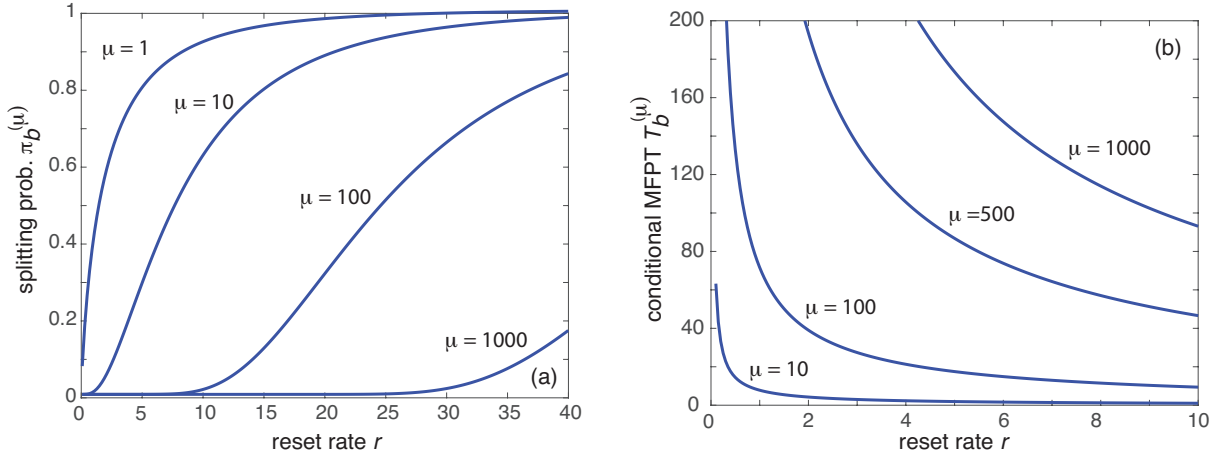 splitting prob. π_b^(μ)
1
0.8
0.6
0.4
0.2
0
μ = 1
μ = 10
μ = 100
μ = 1000
(a)
0 5 10 15 20 25 30 35 40
reset rate r
conditional MFPT T_b^(μ)
200
160
120
80
40
0
(b)
μ = 1000
μ =500
μ = 100
μ = 10
0 2 4 6 8 10
reset rate r